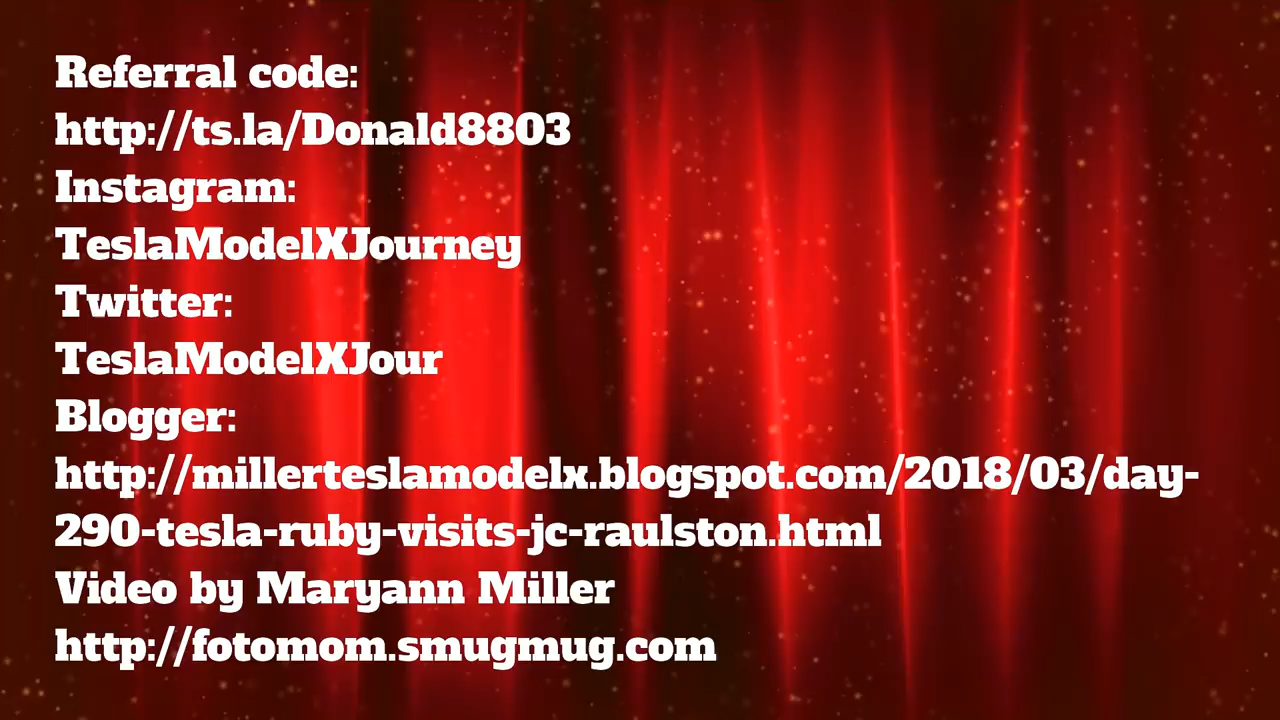 Referral code:
http://ts.la/Donald8803
Instagram:
TeslaModelXJourney
Twitter:
TeslaModelXJour
Blogger:
http://millerteslamodelx.blogspot.com/2018/03/day-
290-tesla-ruby-visits-jc-raulston.html
Video by Maryann Miller
http://fotomom.smugmug.com